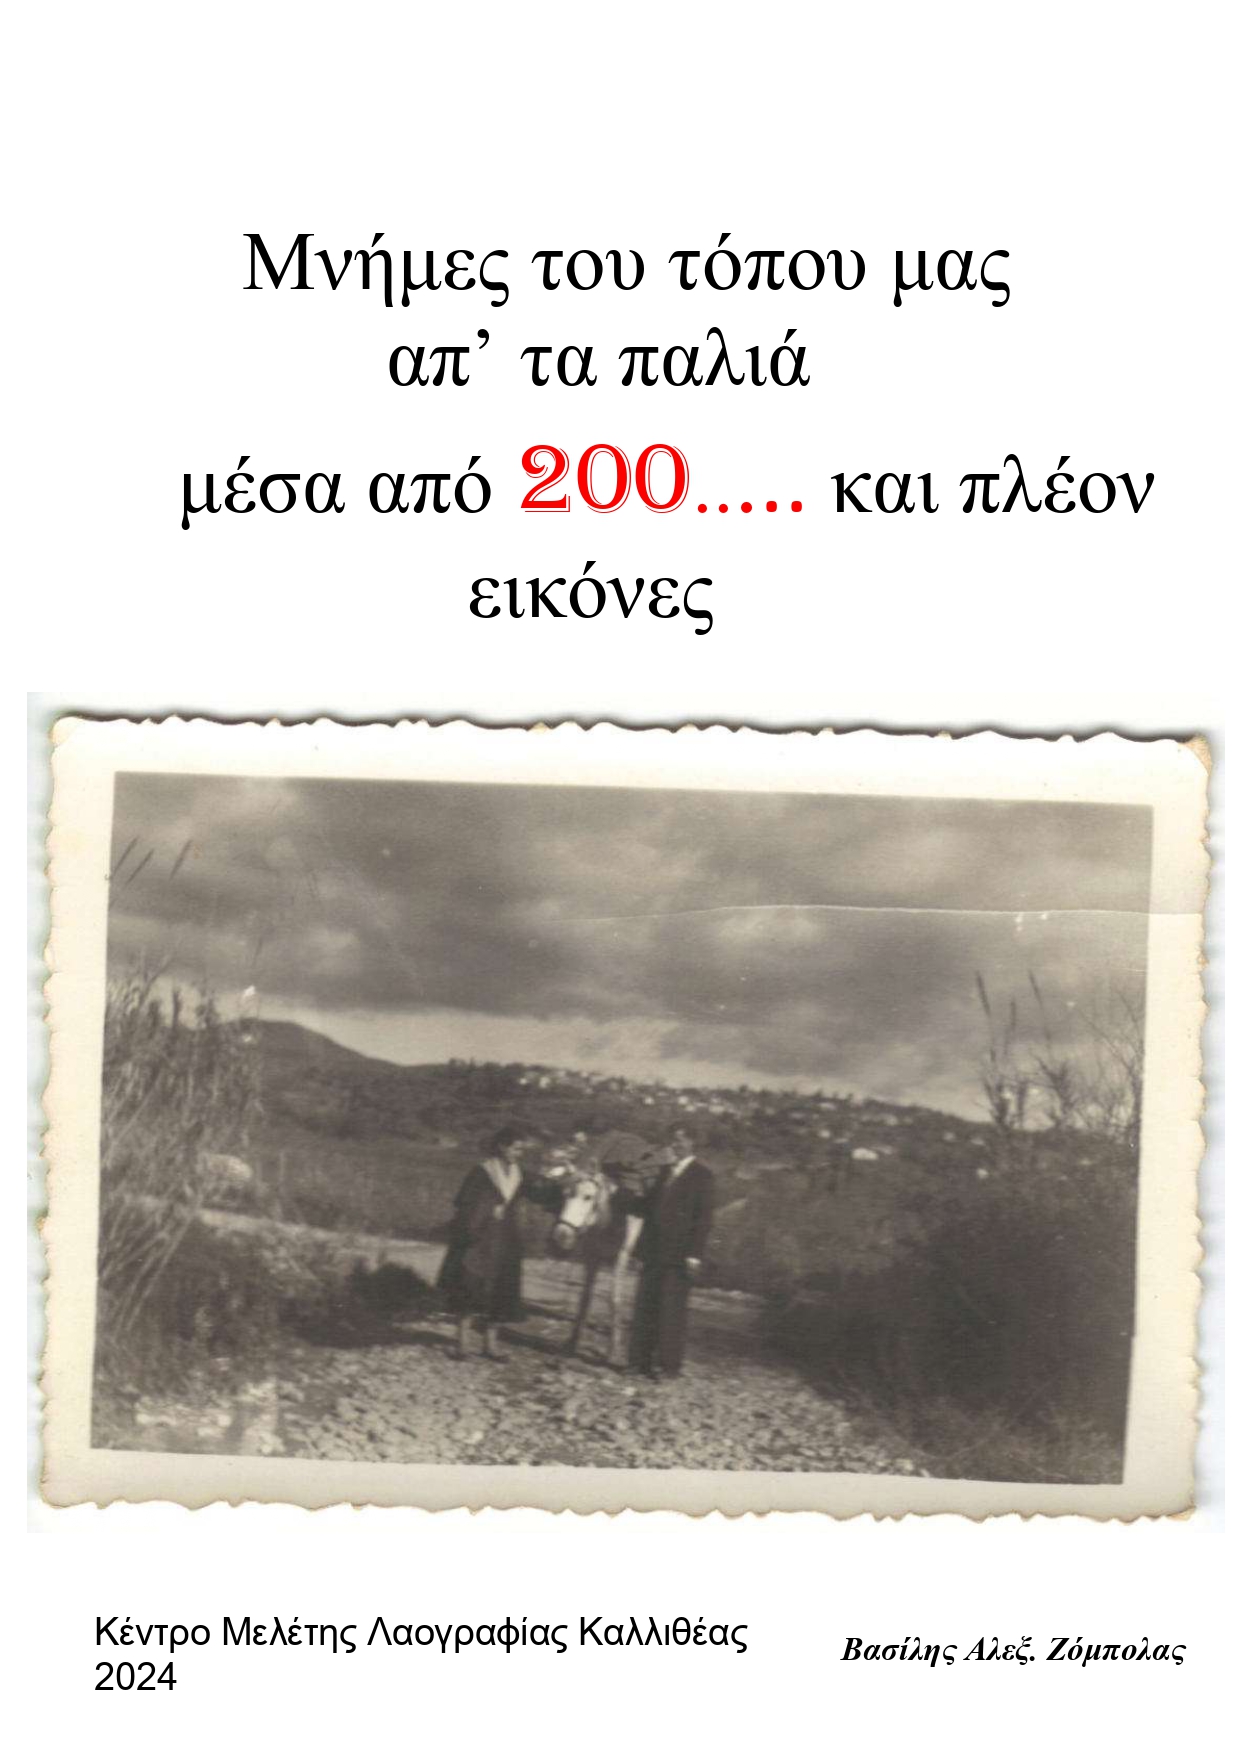 Μνήμες του τόπου μας
απ’ τα παλιά
μέσα από 200..... και πλέον
εικόνες
Κέντρο Μελέτης Λαογραφίας Καλλιθέας
2024
Βασίλης Αλεξ. Ζόμπολας